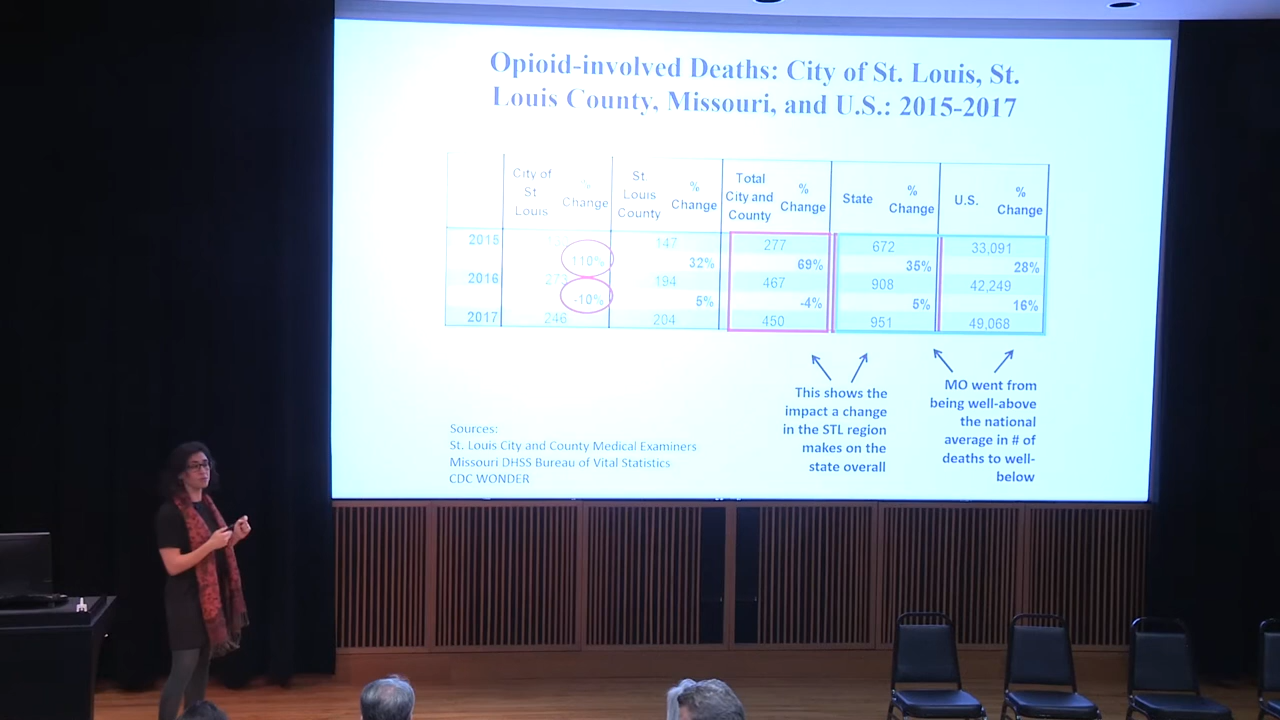 Opioid-involved Deaths: City of St. Louis, St.
Louis County, Missouri, and U.S.: 2015-2017
City of St Louis % Change St. Louis County % Change Total City and County % Change State % Change U.S. % Change
2015 147 277 672 33,091
110% 32% 69% 35% 28%
2016 273 194 467 908 42,249
-10% 5% -4% 5% 16%
2017 246 204 450 951 49,068
This shows the
impact a change
in the STL region
makes on the
state overall
MO went from
being well-above
the national
average in # of
deaths to well-
below
Sources:
St. Louis City and County Medical Examiners
Missouri DHSS Bureau of Vital Statistics
CDC WONDER